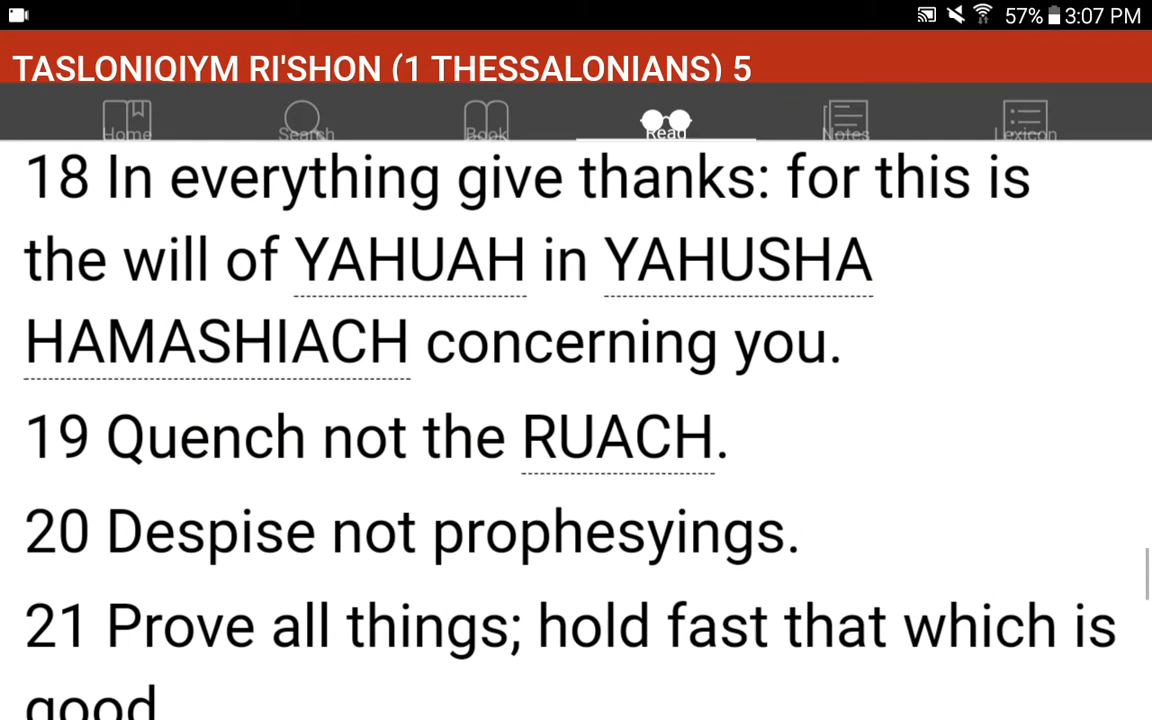 57% 3:07 PM
TASLONIQIYM RI'SHON (1 THESSALONIANS) 5
Home Search Book Read Notes Lexicon
18 In everything give thanks: for this is
the will of YAHUAH in YAHUSHA
HAMASHIACH concerning you.
19 Quench not the RUACH.
20 Despise not prophesyings.
21 Prove all things; hold fast that which is
good